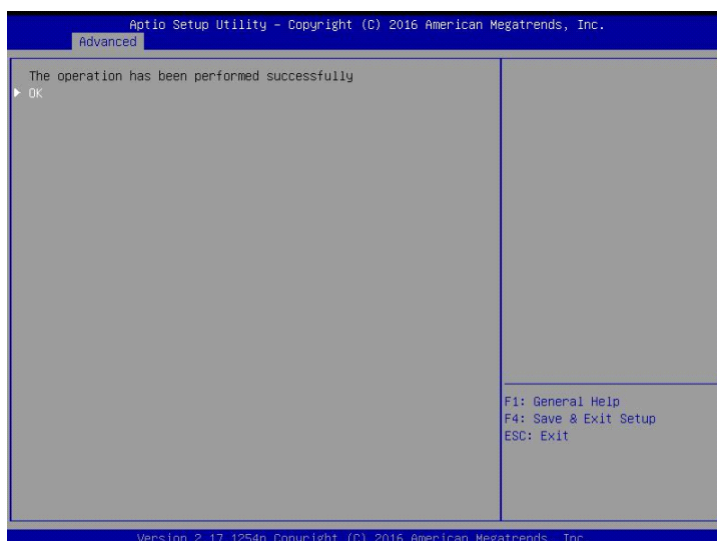 Aptio Setup Utility – Copyright (C) 2016 American Megatrends, Inc.
Advanced
The operation has been performed successfully
OK
F1: General Help
F4: Save & Exit Setup
ESC: Exit
Version 2.17.1254n Copyright (C) 2016 American Megatrends, Inc.